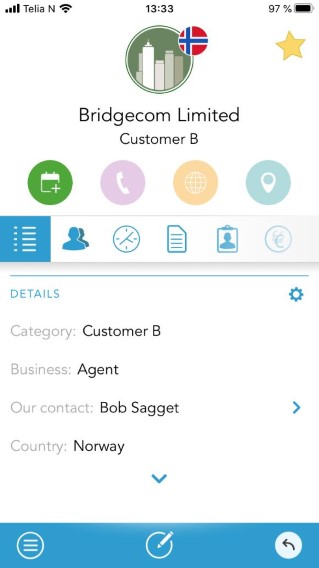 Telia N 13:33 97 %
Bridgecom Limited
Customer B
DETAILS
Category: Customer B
Business: Agent
Our contact: Bob Sagget
Country: Norway